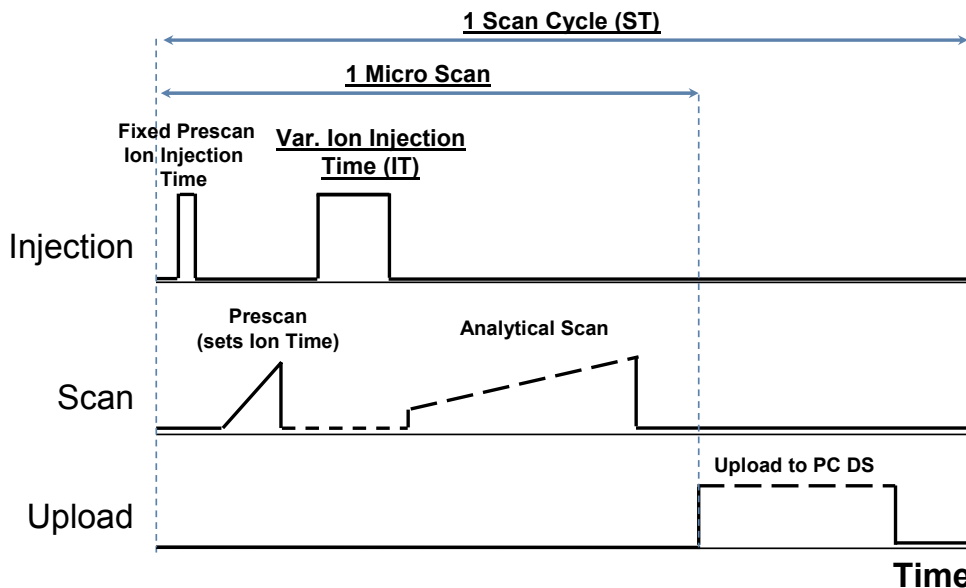 1 Scan Cycle (ST)
1 Micro Scan
Fixed Prescan
Ion Injection
Time
Var. Ion Injection
Time (IT)
Injection
Prescan
(sets Ion Time)
Analytical Scan
Scan
Upload to PC DS
Upload
Time